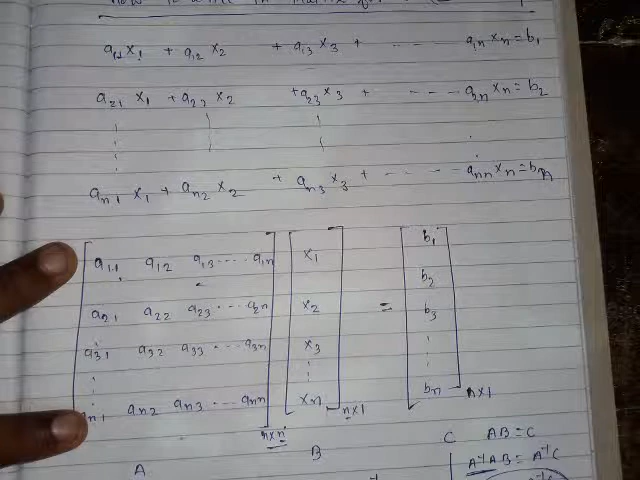 a11 x1 + a12 x2 + a13 x3 + ---- a1n xn = b1
a21 x1 + a23 x2 + a23 x3 + ---- a2n xn = b2
an1 x1 + an2 x2 + an3 x3 + ------ ann xn = bn
a11 a12 a13 .... a1n x1 b1
b2
a21 a22 a23 ... a2n x2 = b3
a31 a32 a33 ... a3n x3
an1 an2 an3 ... ann xn bn
n×n n×1 n×1
A B C AB = C
A⁻¹AB = A⁻¹C